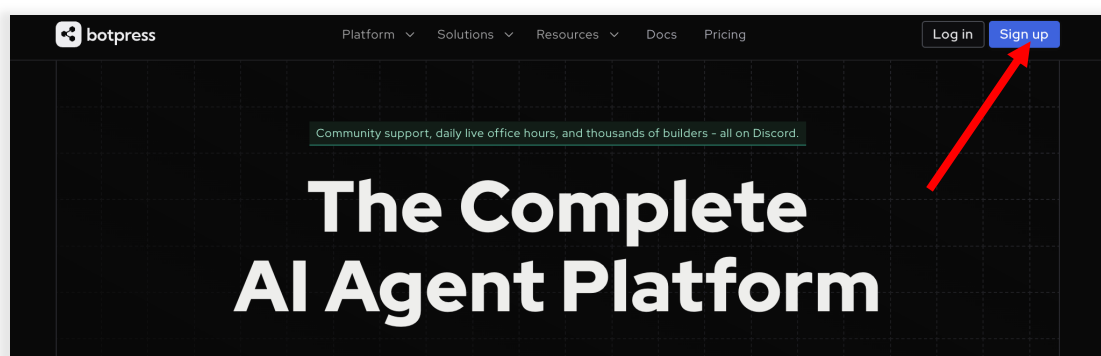 botpress Platform Solutions Resources Docs Pricing Log in Sign up
Community support, daily live office hours, and thousands of builders - all on Discord.
The Complete
AI Agent Platform